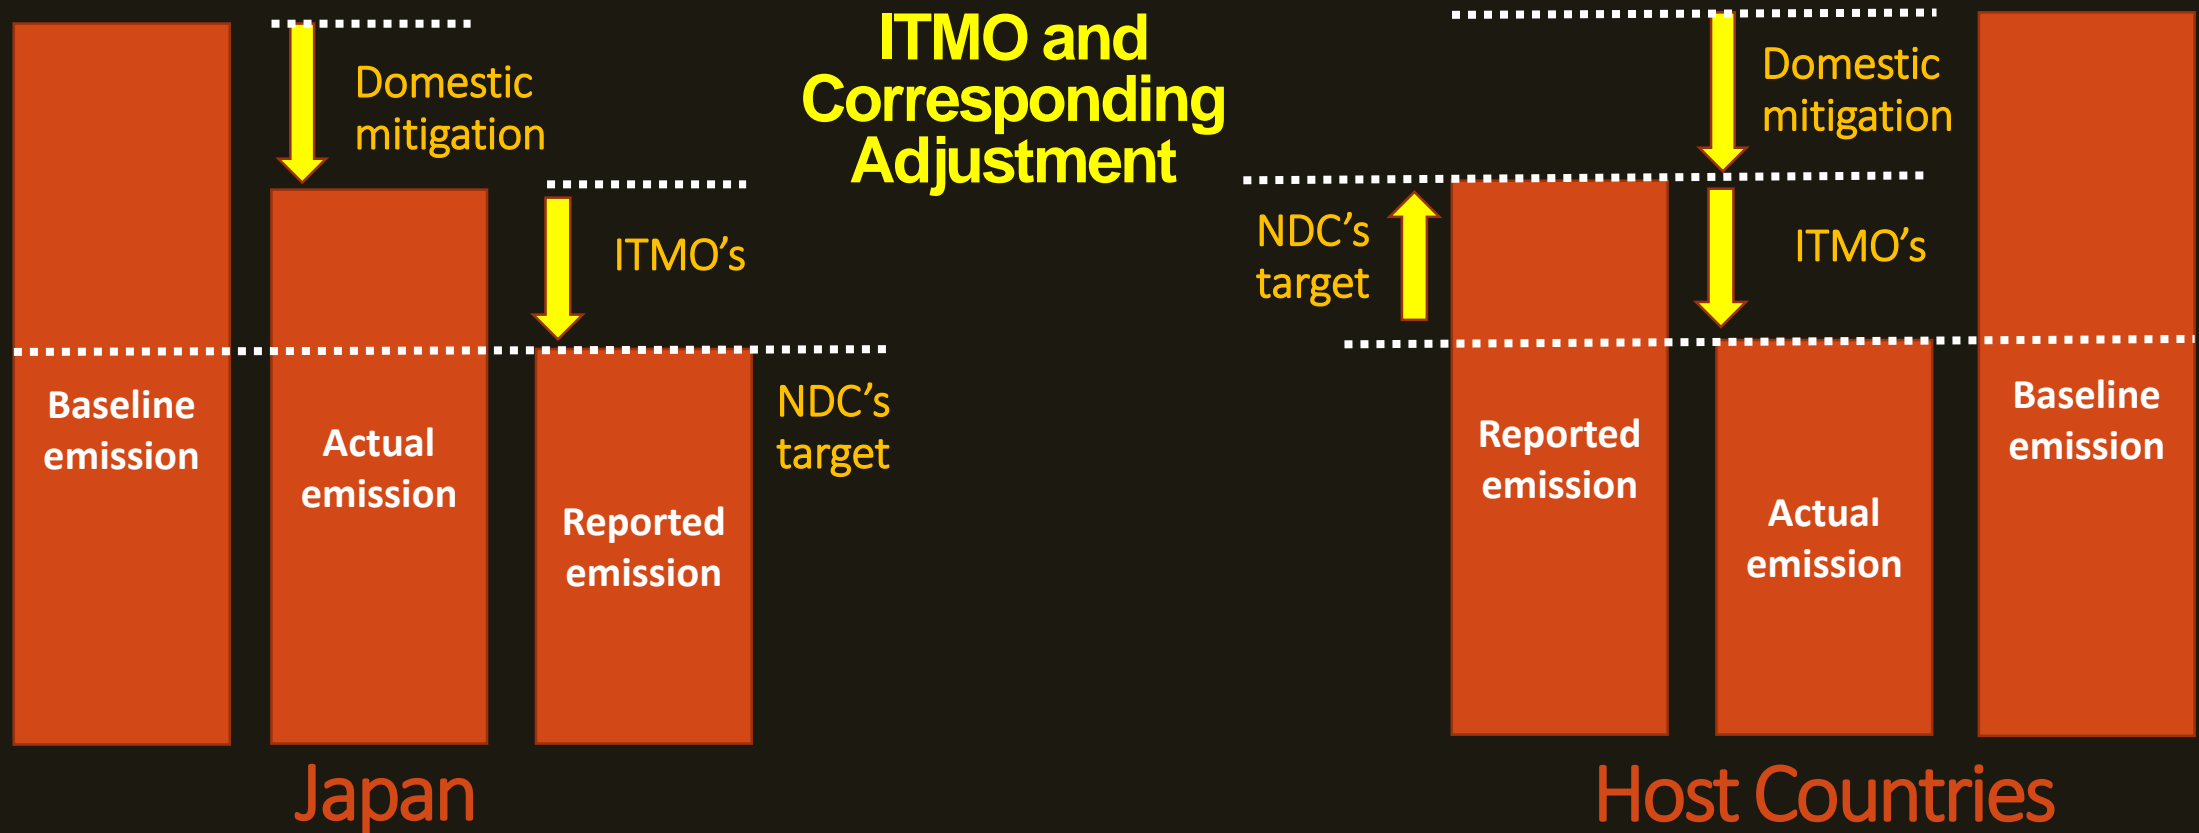 ITMO and
Corresponding
Adjustment
Domestic
mitigation
ITMO's
NDC's
target
Baseline
emission
Actual
emission
Reported
emission
Japan
Domestic
mitigation
NDC's
target
ITMO's
Reported
emission
Actual
emission
Baseline
emission
Host Countries